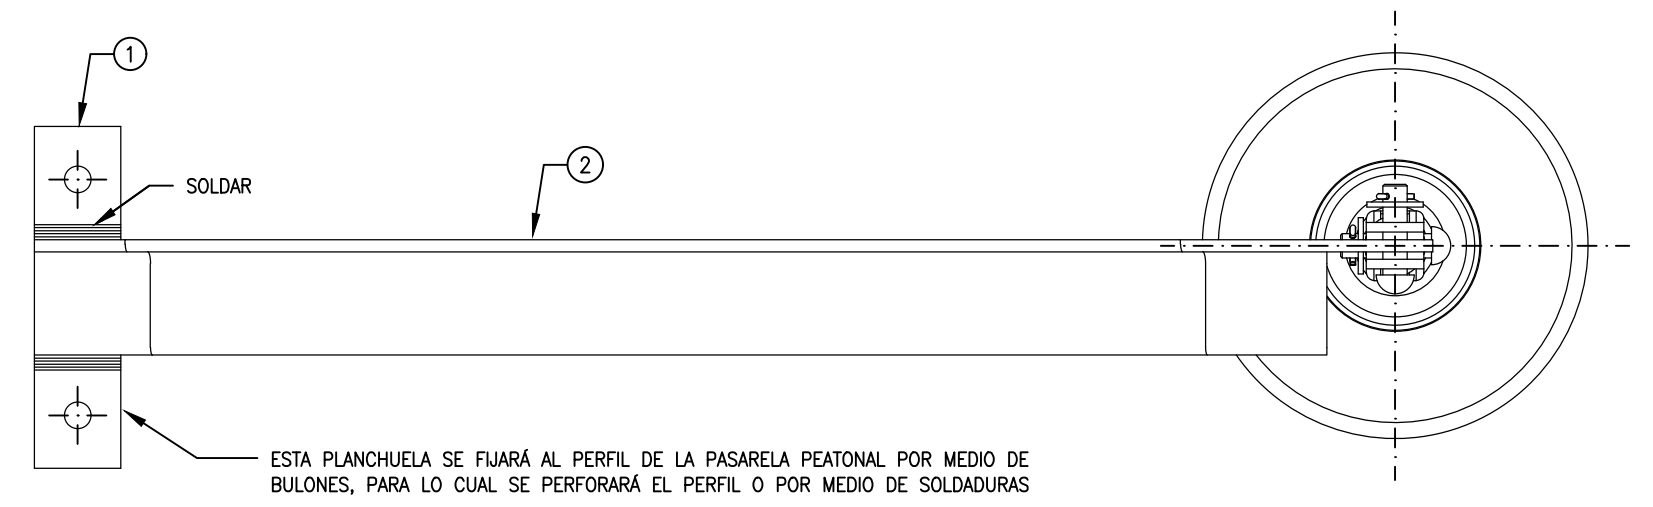 1
2
SOLDAR
ESTA PLANCHUELA SE FIJARÁ AL PERFIL DE LA PASARELA PEATONAL POR MEDIO DE
BULONES, PARA LO CUAL SE PERFORARÁ EL PERFIL O POR MEDIO DE SOLDADURAS